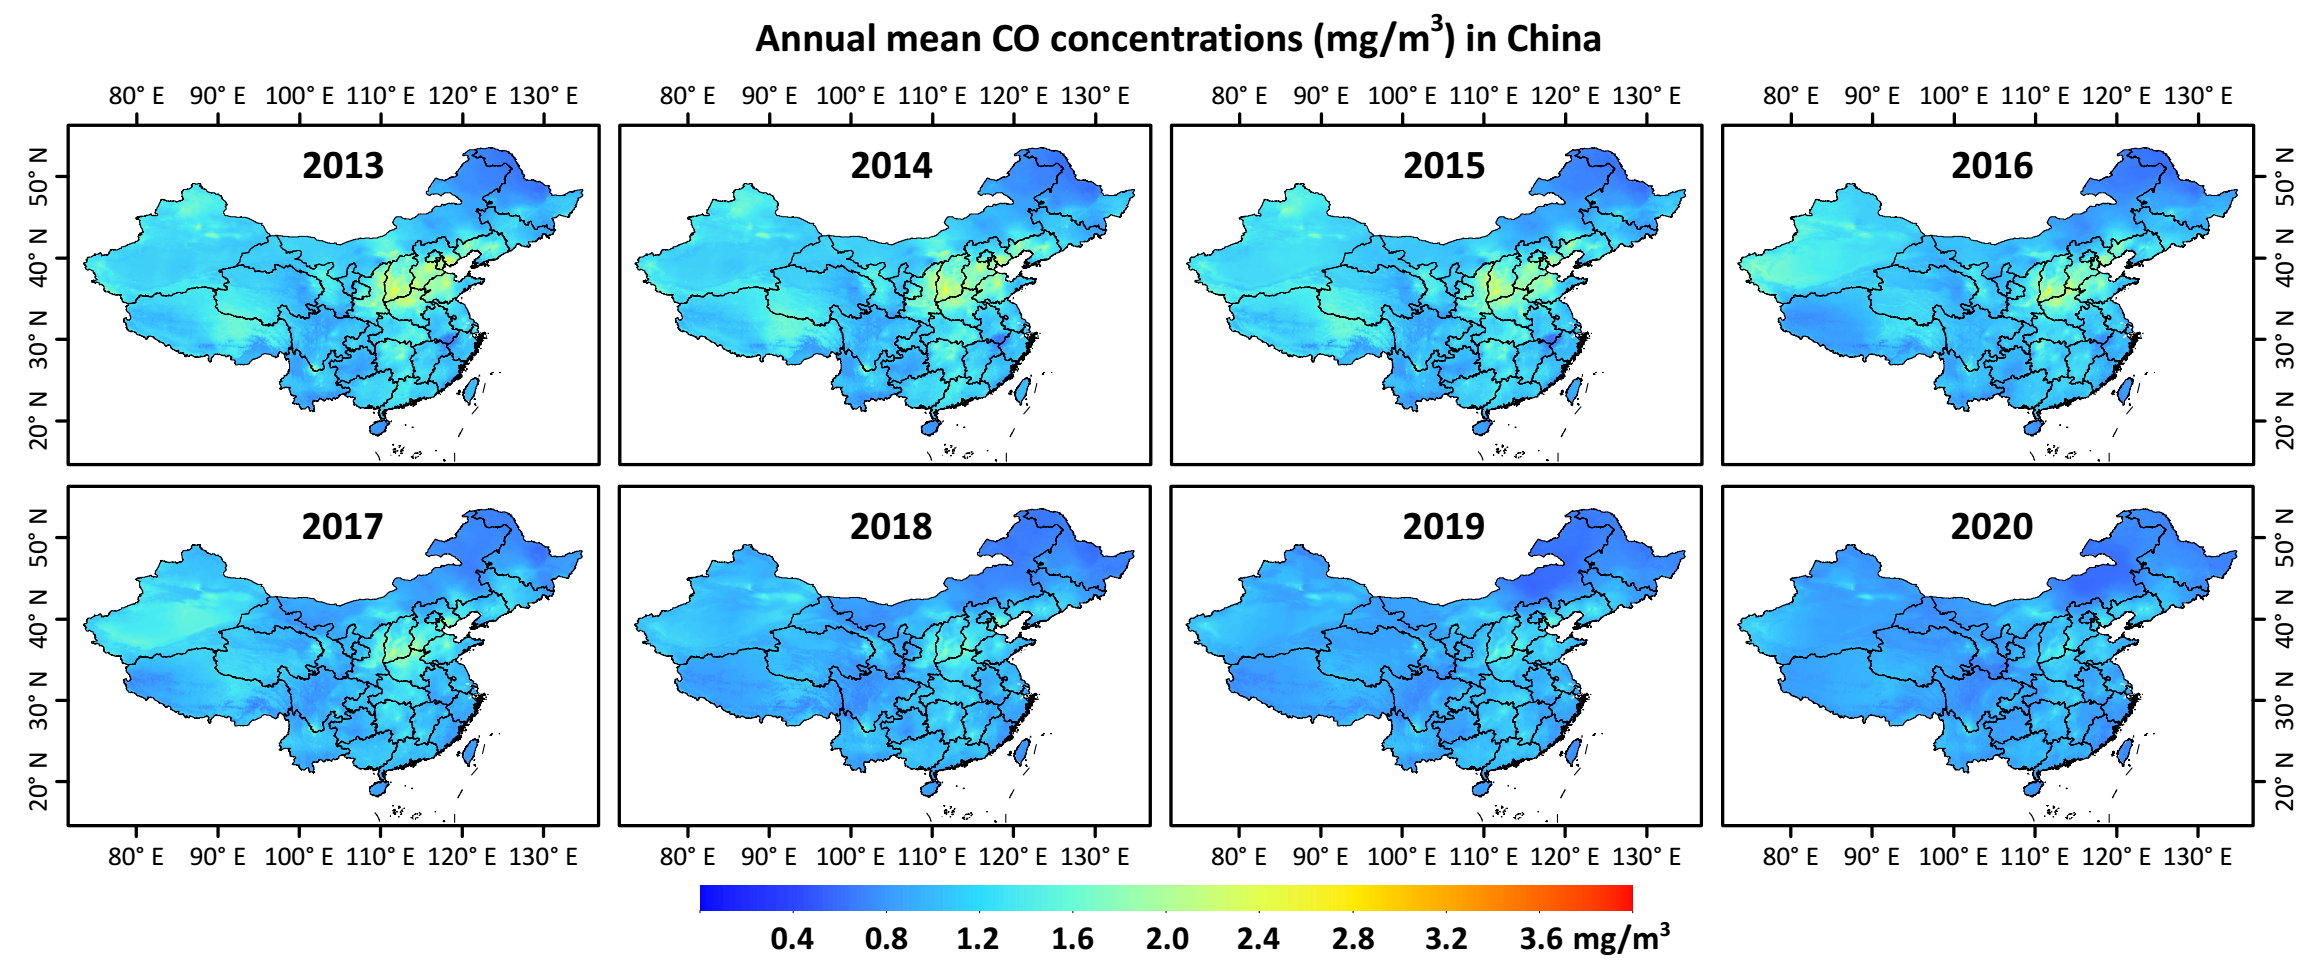 Annual mean CO concentrations (mg/m³) in China
80° E 90° E 100° E 110° E 120° E 130° E 80° E 90° E 100° E 110° E 120° E 130° E 80° E 90° E 100° E 110° E 120° E 130° E 80° E 90° E 100° E 110° E 120° E 130° E
2013 2014 2015 2016
50° N 50° N
40° N 40° N
30° N 30° N
20° N 20° N
2017 2018 2019 2020
50° N 50° N
40° N 40° N
30° N 30° N
20° N 20° N
80° E 90° E 100° E 110° E 120° E 130° E 80° E 90° E 100° E 110° E 120° E 130° E 80° E 90° E 100° E 110° E 120° E 130° E 80° E 90° E 100° E 110° E 120° E 130° E
0.4 0.8 1.2 1.6 2.0 2.4 2.8 3.2 3.6 mg/m³